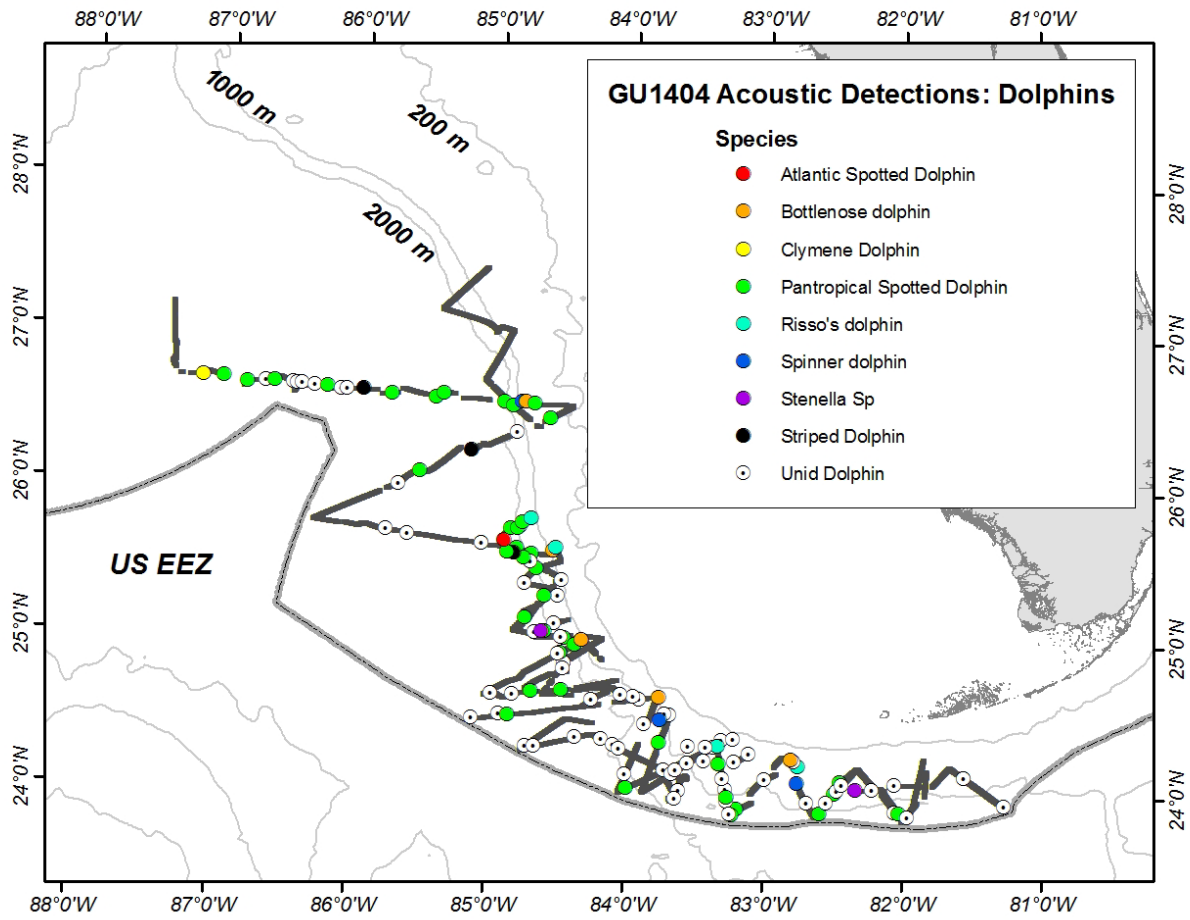 88°0'W 87°0'W 86°0'W 85°0'W 84°0'W 83°0'W 82°0'W 81°0'W
1000 m
200 m
2000 m
GU1404 Acoustic Detections: Dolphins
Species
Atlantic Spotted Dolphin
Bottlenose dolphin
Clymene Dolphin
Pantropical Spotted Dolphin
Risso's dolphin
Spinner dolphin
Stenella Sp
Striped Dolphin
Unid Dolphin
28°0'N
27°0'N
26°0'N
25°0'N
24°0'N
28°0'N
27°0'N
26°0'N
25°0'N
24°0'N
US EEZ
88°0'W 87°0'W 86°0'W 85°0'W 84°0'W 83°0'W 82°0'W 81°0'W